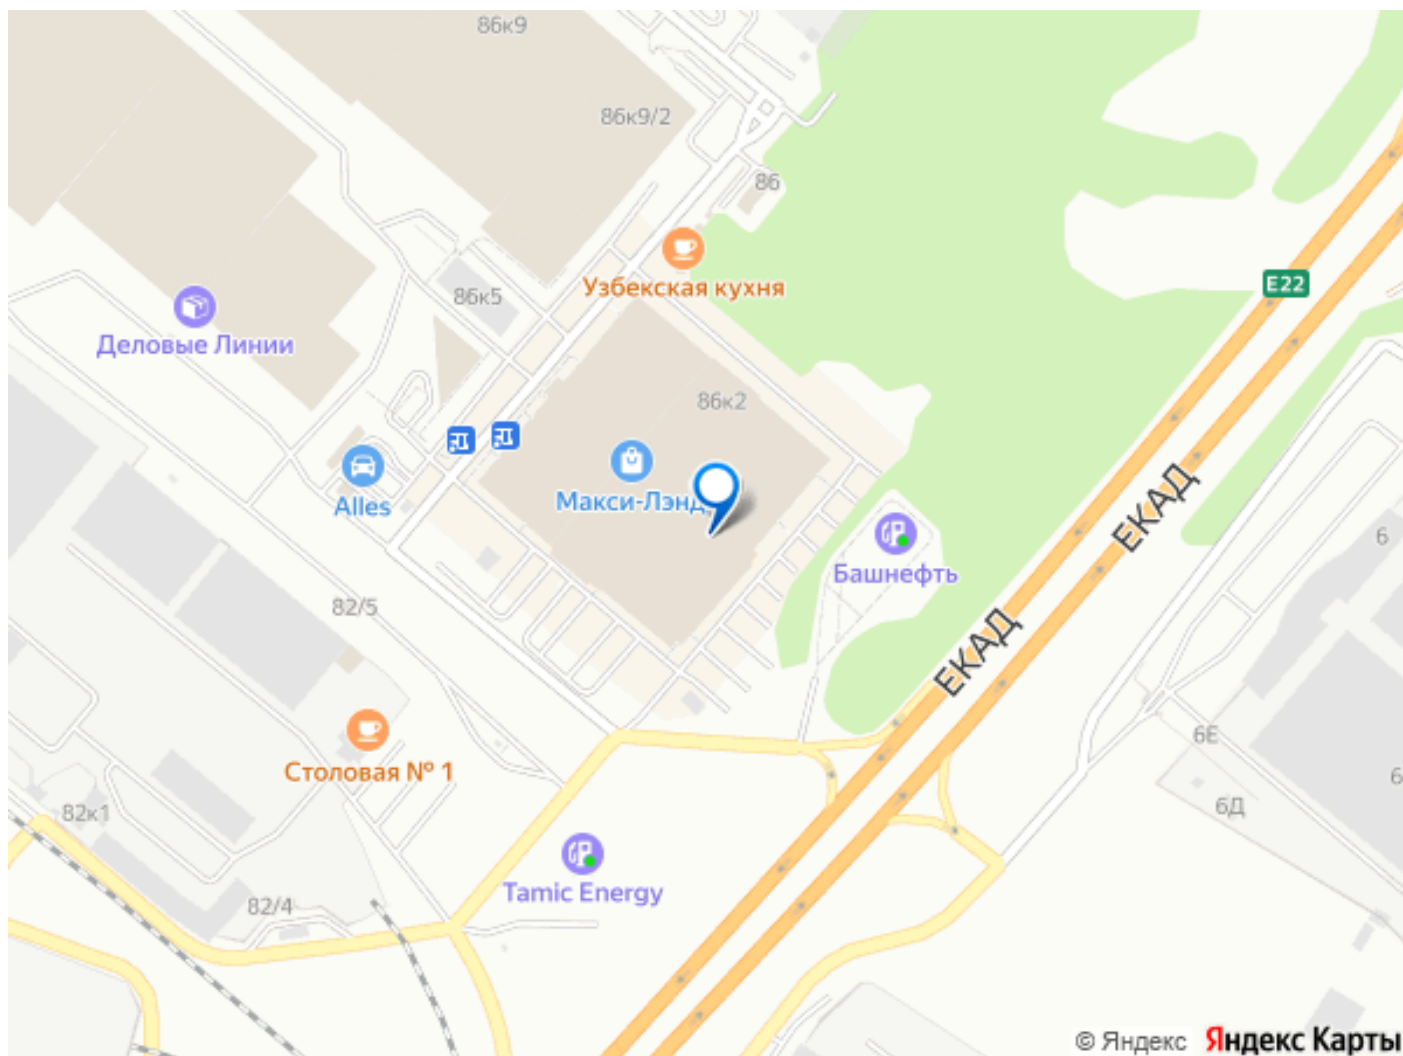 86к9
86к9/2
86
Узбекская кухня
E22
86к5
Деловые Линии
86к2
Макси-Лэнд
Alles
ЕКАД
Башнефть
6
82/5
ЕКАД
Столовая № 1
6Е
6
6Д
82к1
Tamic Energy
82/4
© Яндекс Яндекс Карты